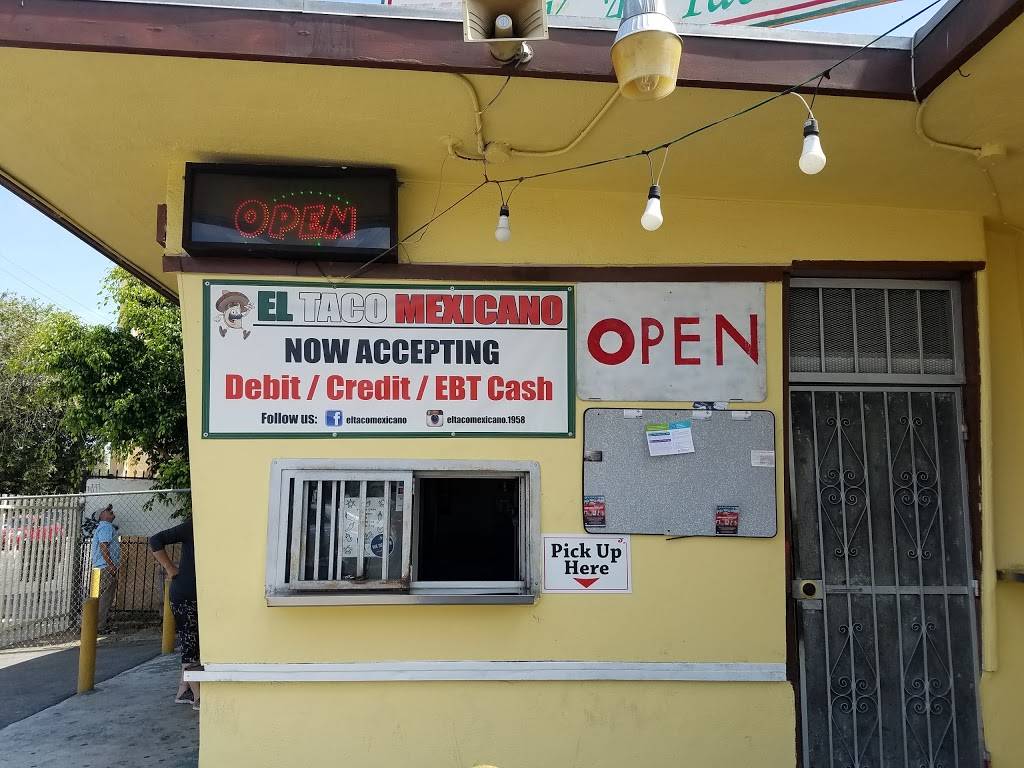 OPEN
EL TACO MEXICANO
NOW ACCEPTING
Debit / Credit / EBT Cash
Follow us: f eltacomexicano eltacomexicano.1958
OPEN
Pick Up
Here